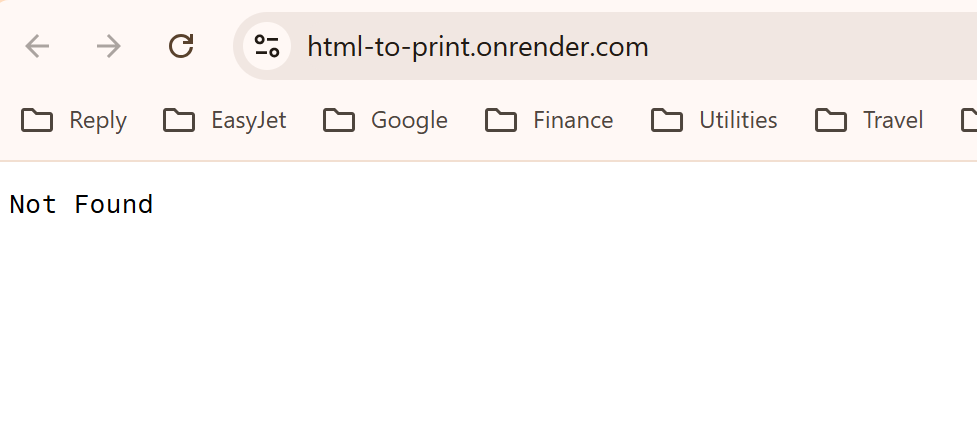 html-to-print.onrender.com
Reply EasyJet Google Finance Utilities Travel
Not Found